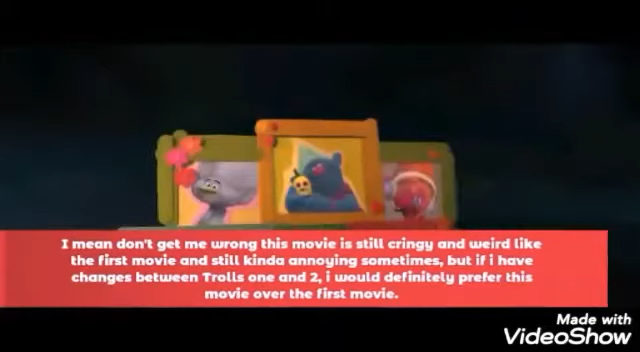 I mean don't get me wrong this movie is still cringy and weird like
the first movie and still kinda annoying sometimes, but if i have
changes between Trolls one and 2, i would definitely prefer this
movie over the first movie.
Made with
VideoShow